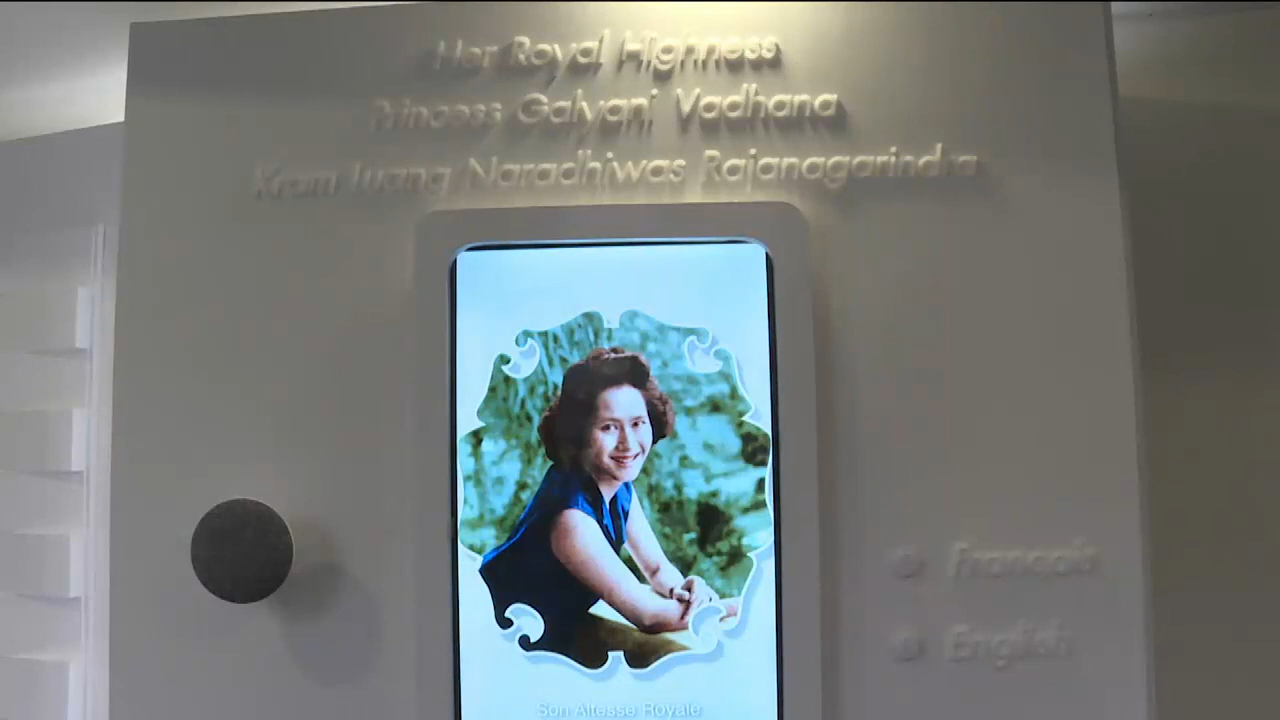 Her Royal Highness
Princess Galyani Vadhana
Krom luang Naradhiwas Rajanagarindra
Français
English
Son Altesse Royale